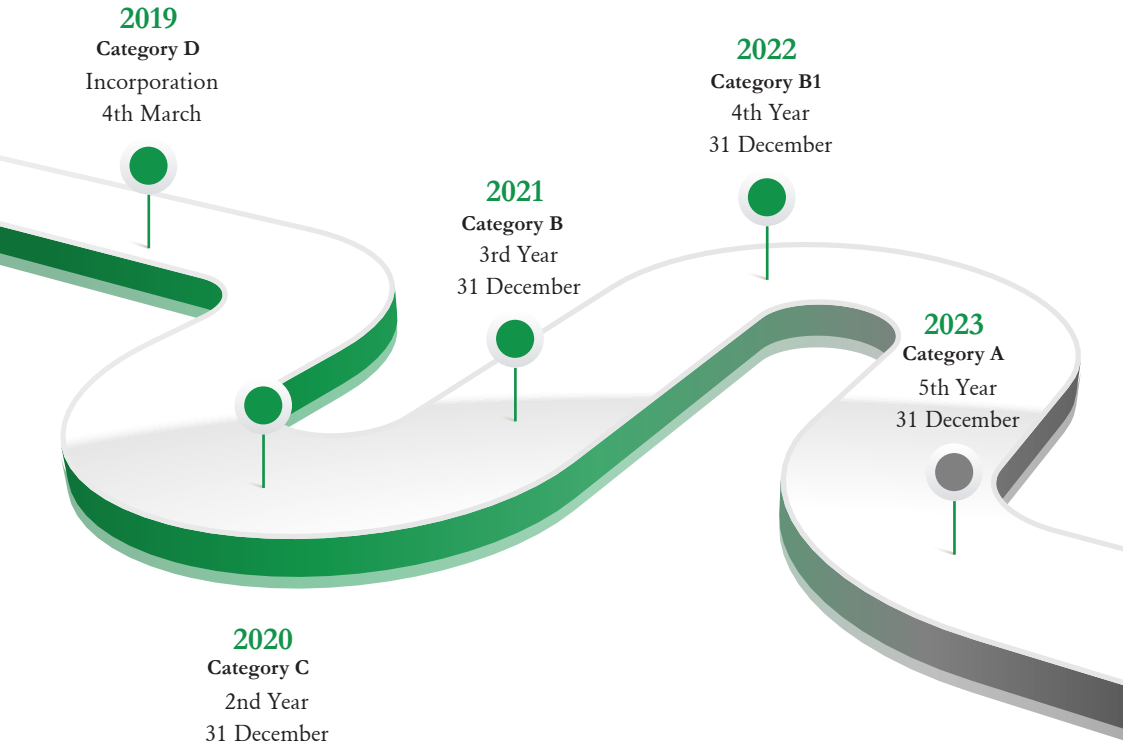 2019
Category D
Incorporation
4th March
2020
Category C
2nd Year
31 December
2021
Category B
3rd Year
31 December
2022
Category B1
4th Year
31 December
2023
Category A
5th Year
31 December